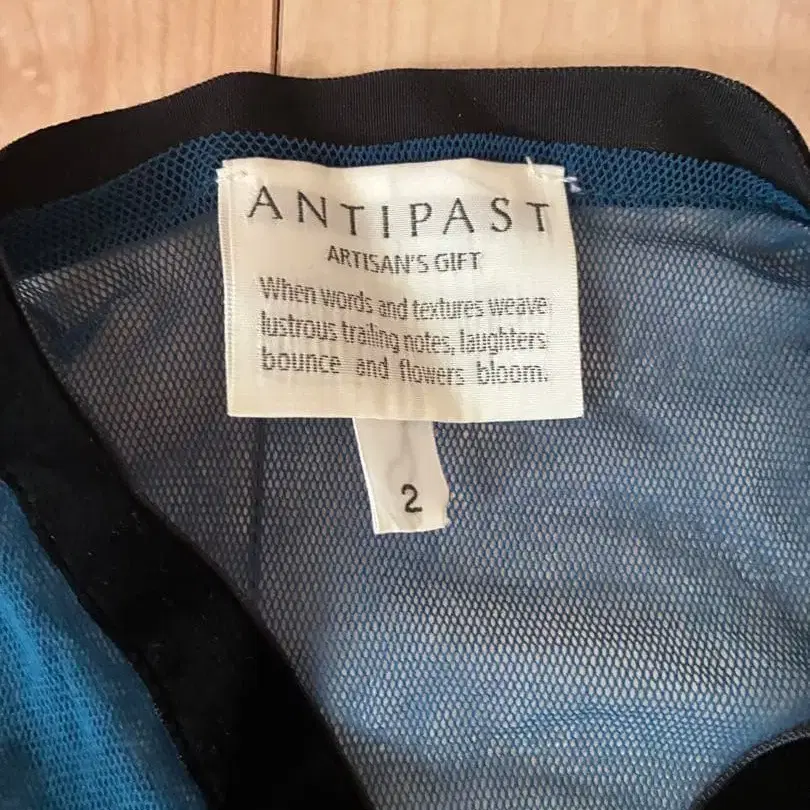 ANTIPAST
ARTISAN'S GIFT
When words and textures weave
lustrous trailing notes, laughters
bounce and flowers bloom.
2